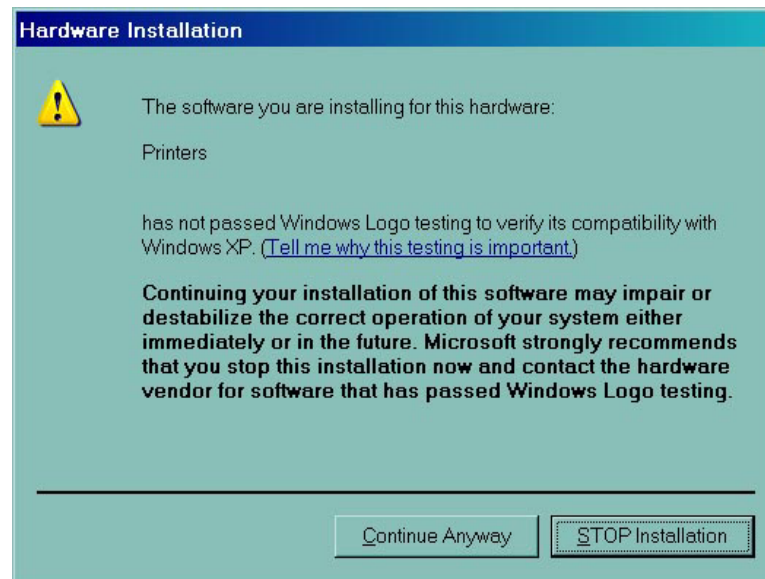 Hardware Installation
The software you are installing for this hardware:
Printers
has not passed Windows Logo testing to verify its compatibility with
Windows XP. (Tell me why this testing is important.)
Continuing your installation of this software may impair or
destabilize the correct operation of your system either
immediately or in the future. Microsoft strongly recommends
that you stop this installation now and contact the hardware
vendor for software that has passed Windows Logo testing.
Continue Anyway
STOP Installation